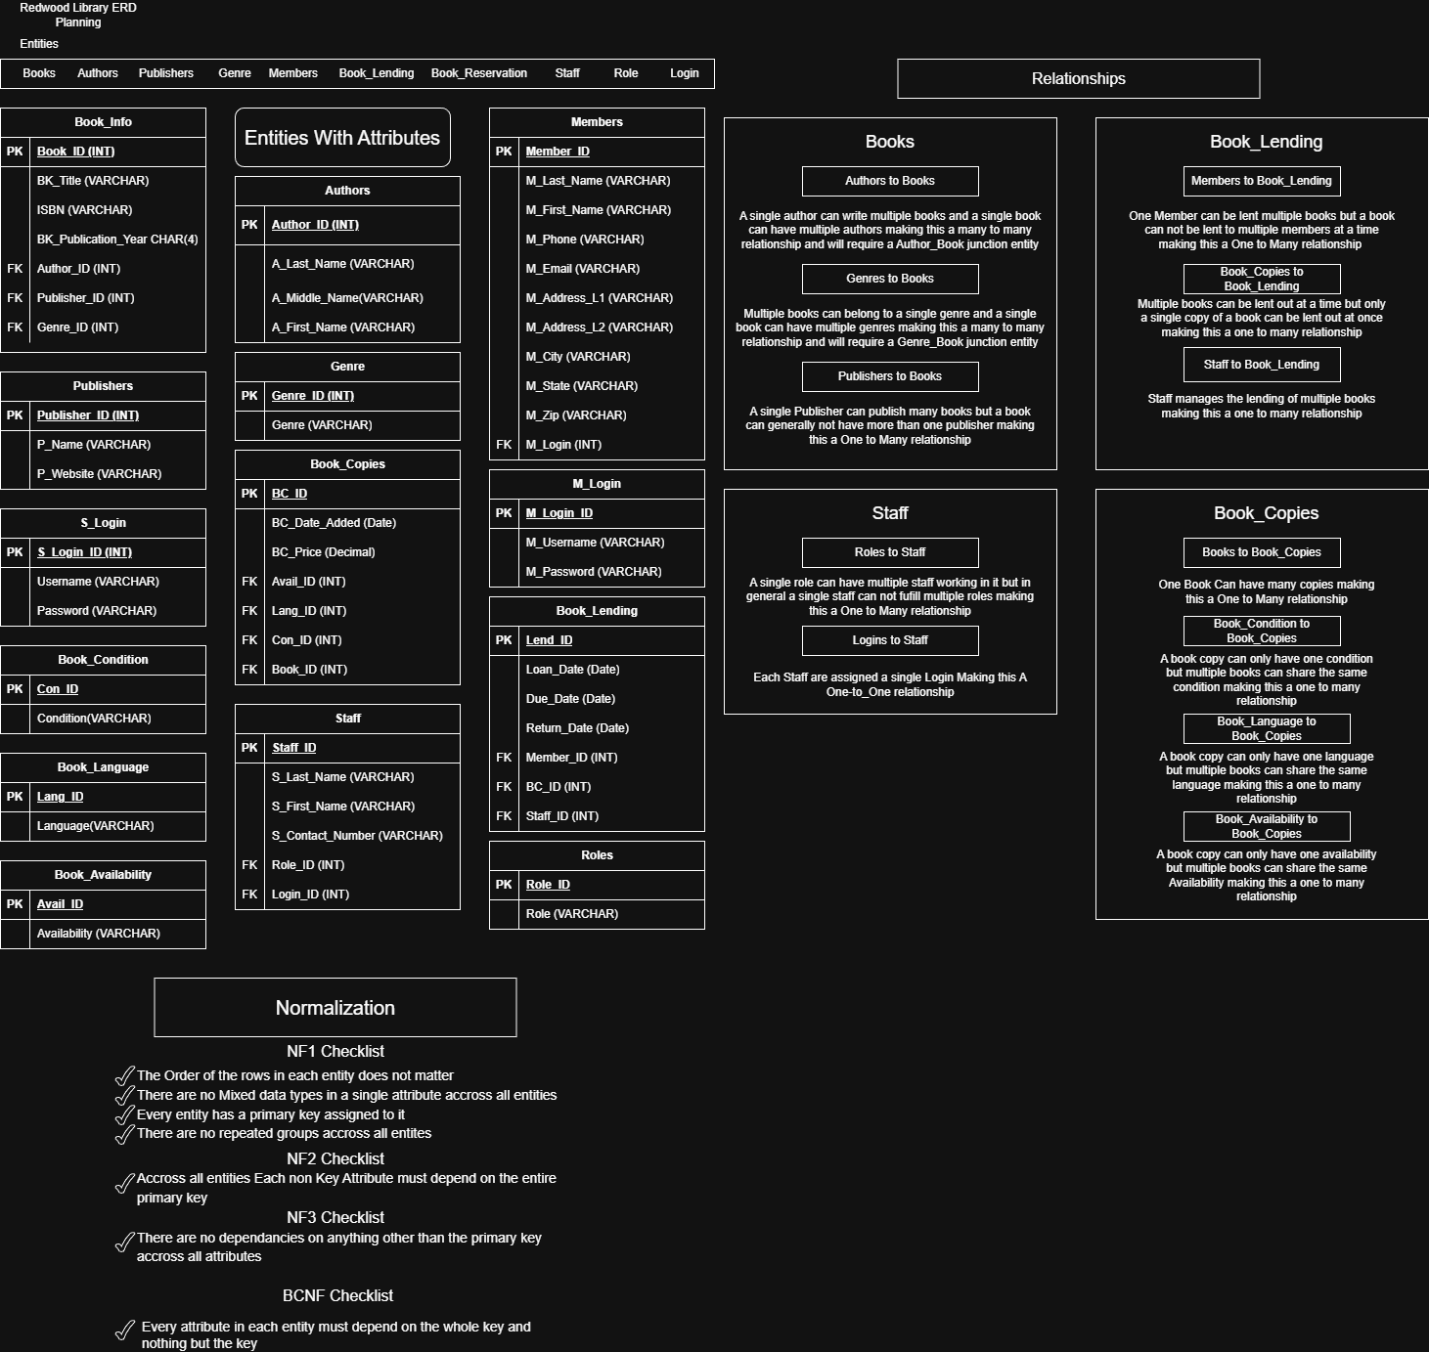 Redwood Library ERD
Planning
Entities
Books Authors Publishers Genre Members Book_Lending Book_Reservation Staff Role Login
Book_Info
PK Book_ID (INT)
BK_Title (VARCHAR)
ISBN (VARCHAR)
BK_Publication_Year CHAR(4)
FK Author_ID (INT)
FK Publisher_ID (INT)
FK Genre_ID (INT)
Publishers
PK Publisher_ID (INT)
P_Name (VARCHAR)
P_Website (VARCHAR)
S_Login
PK S_Login_ID (INT)
Username (VARCHAR)
Password (VARCHAR)
Book_Condition
PK Con_ID
Condition(VARCHAR)
Book_Language
PK Lang_ID
Language(VARCHAR)
Book_Availability
PK Avail_ID
Availability (VARCHAR)
Entities With Attributes
Authors
PK Author_ID (INT)
A_Last_Name (VARCHAR)
A_Middle_Name(VARCHAR)
A_First_Name (VARCHAR)
Genre
PK Genre_ID (INT)
Genre (VARCHAR)
Book_Copies
PK BC_ID
BC_Date_Added (Date)
BC_Price (Decimal)
FK Avail_ID (INT)
FK Lang_ID (INT)
FK Con_ID (INT)
FK Book_ID (INT)
Staff
PK Staff_ID
S_Last_Name (VARCHAR)
S_First_Name (VARCHAR)
S_Contact_Number (VARCHAR)
FK Role_ID (INT)
FK Login_ID (INT)
Members
PK Member_ID
M_Last_Name (VARCHAR)
M_First_Name (VARCHAR)
M_Phone (VARCHAR)
M_Email (VARCHAR)
M_Address_L1 (VARCHAR)
M_Address_L2 (VARCHAR)
M_City (VARCHAR)
M_State (VARCHAR)
M_Zip (VARCHAR)
FK M_Login (INT)
M_Login
PK M_Login_ID
M_Username (VARCHAR)
M_Password (VARCHAR)
Book_Lending
PK Lend_ID
Loan_Date (Date)
Due_Date (Date)
Return_Date (Date)
FK Member_ID (INT)
FK BC_ID (INT)
FK Staff_ID (INT)
Roles
PK Role_ID
Role (VARCHAR)
Relationships
Books
Authors to Books
A single author can write multiple books and a single book
can have multiple authors making this a many to many
relationship and will require a Author_Book junction entity
Genres to Books
Multiple books can belong to a single genre and a single
book can have multiple genres making this a many to many
relationship and will require a Genre_Book junction entity
Publishers to Books
A single Publisher can publish many books but a book
can generally not have more than one publisher making
this a One to Many relationship
Book_Lending
Members to Book_Lending
One Member can be lent multiple books but a book
can not be lent to multiple members at a time
making this a One to Many relationship
Book_Copies to
Book_Lending
Multiple books can be lent out at a time but only
a single copy of a book can be lent out at once
making this a one to many relationship
Staff to Book_Lending
Staff manages the lending of multiple books
making this a one to many relationship
Staff
Roles to Staff
A single role can have multiple staff working in it but in
general a single staff can not fufill multiple roles making
this a One to Many relationship
Logins to Staff
Each Staff are assigned a single Login Making this A
One-to_One relationship
Book_Copies
Books to Book_Copies
One Book Can have many copies making
this a One to Many relationship
Book_Condition to
Book_Copies
A book copy can only have one condition
but multiple books can share the same
condition making this a one to many
relationship
Book_Language to
Book_Copies
A book copy can only have one language
but multiple books can share the same
language making this a one to many
relationship
Book_Availability to
Book_Copies
A book copy can only have one availability
but multiple books can share the same
Availability making this a one to many
relationship
Normalization
NF1 Checklist
The Order of the rows in each entity does not matter
There are no Mixed data types in a single attribute accross all entities
Every entity has a primary key assigned to it
There are no repeated groups accross all entites
NF2 Checklist
Accross all entities Each non Key Attribute must depend on the entire
primary key
NF3 Checklist
There are no dependancies on anything other than the primary key
accross all attributes
BCNF Checklist
Every attribute in each entity must depend on the whole key and
nothing but the key